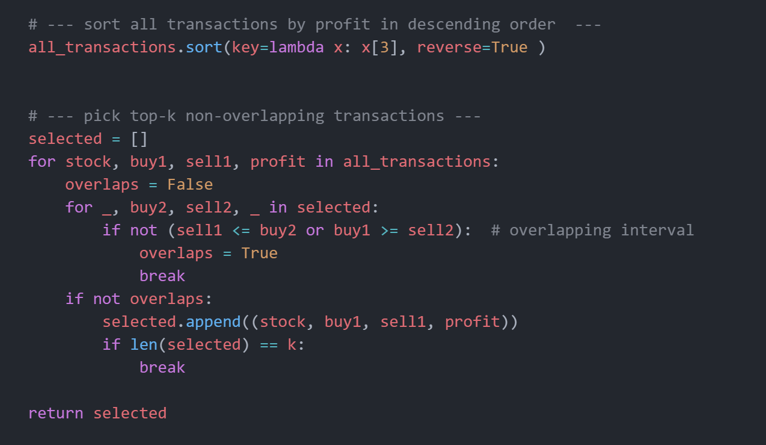 # --- sort all transactions by profit in descending order  ---
all_transactions.sort(key=lambda x: x[3], reverse=True )
# --- pick top-k non-overlapping transactions ---
selected = []
for stock, buy1, sell1, profit in all_transactions:
    overlaps = False
    for _, buy2, sell2, _ in selected:
        if not (sell1 <= buy2 or buy1 >= sell2):  # overlapping interval
            overlaps = True
            break
    if not overlaps:
        selected.append((stock, buy1, sell1, profit))
        if len(selected) == k:
            break
return selected